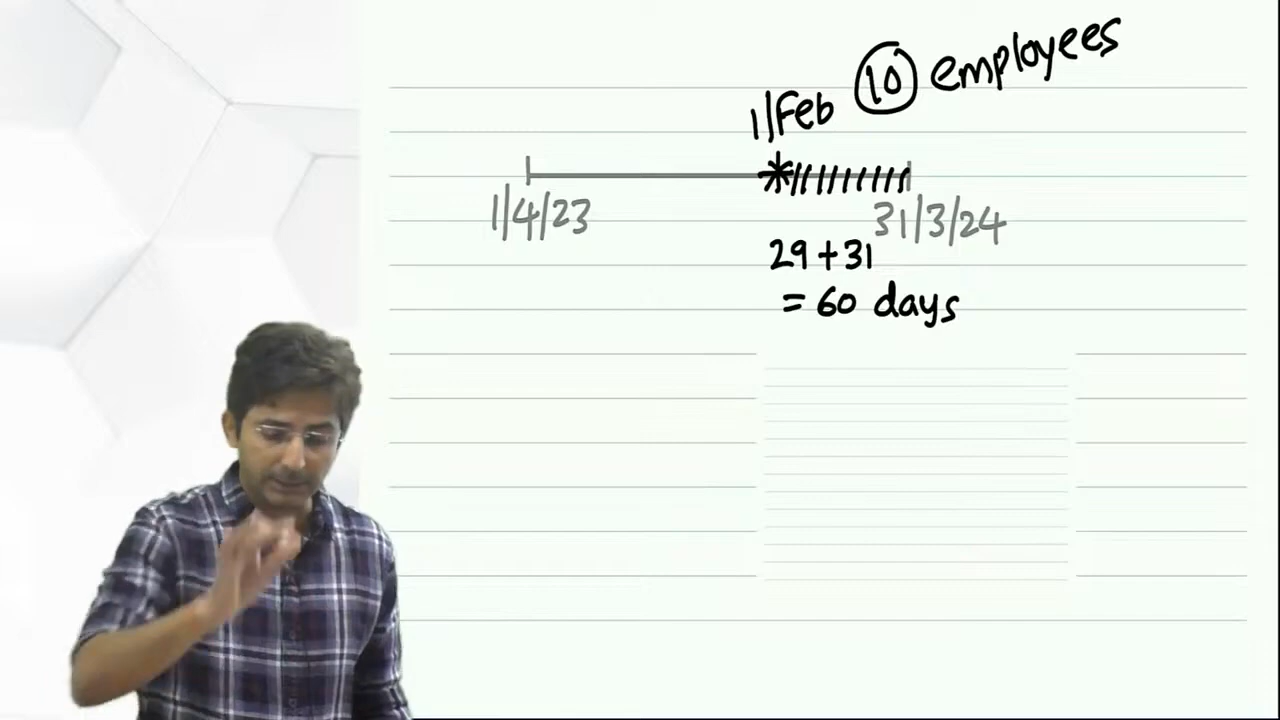 1/Feb 10 employees
1/4/23 31/3/24
29+31
= 60 days